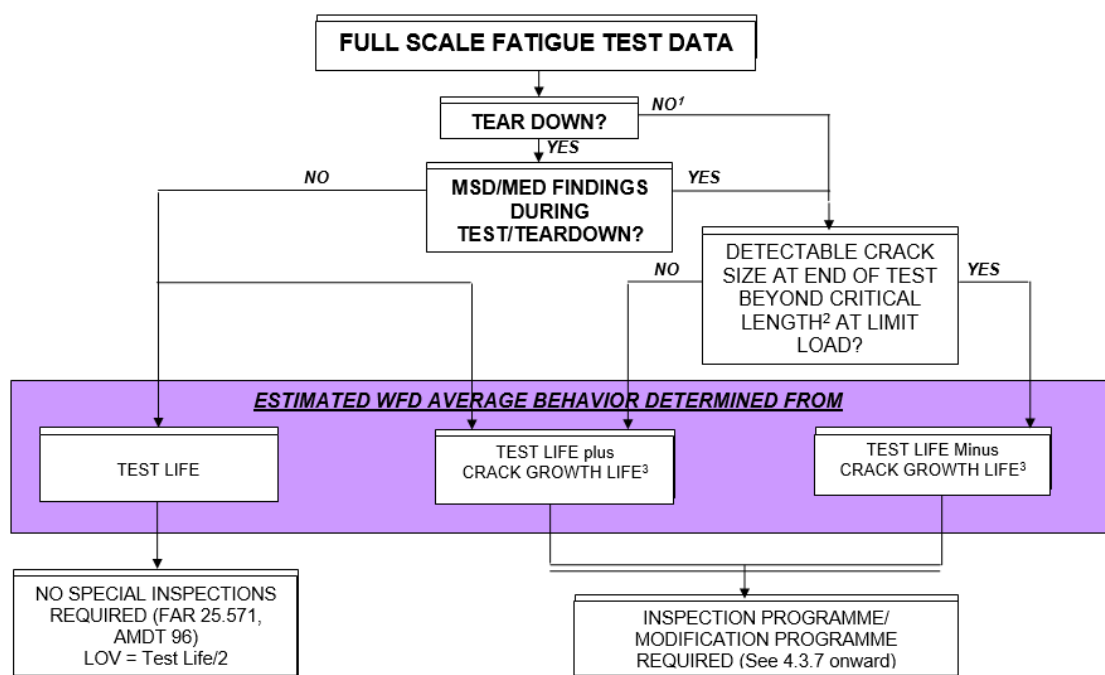 FULL SCALE FATIGUE TEST DATA
NO¹
TEAR DOWN?
YES
NO
MSD/MED FINDINGS
DURING
TEST/TEARDOWN?
YES
NO
DETECTABLE CRACK
SIZE AT END OF TEST
BEYOND CRITICAL
LENGTH² AT LIMIT
LOAD?
YES
ESTIMATED WFD AVERAGE BEHAVIOR DETERMINED FROM
TEST LIFE
TEST LIFE plus
CRACK GROWTH LIFE³
TEST LIFE Minus
CRACK GROWTH LIFE³
NO SPECIAL INSPECTIONS
REQUIRED (FAR 25.571,
AMDT 96)
LOV = Test Life/2
INSPECTION PROGRAMME/
MODIFICATION PROGRAMME
REQUIRED (See 4.3.7 onward)